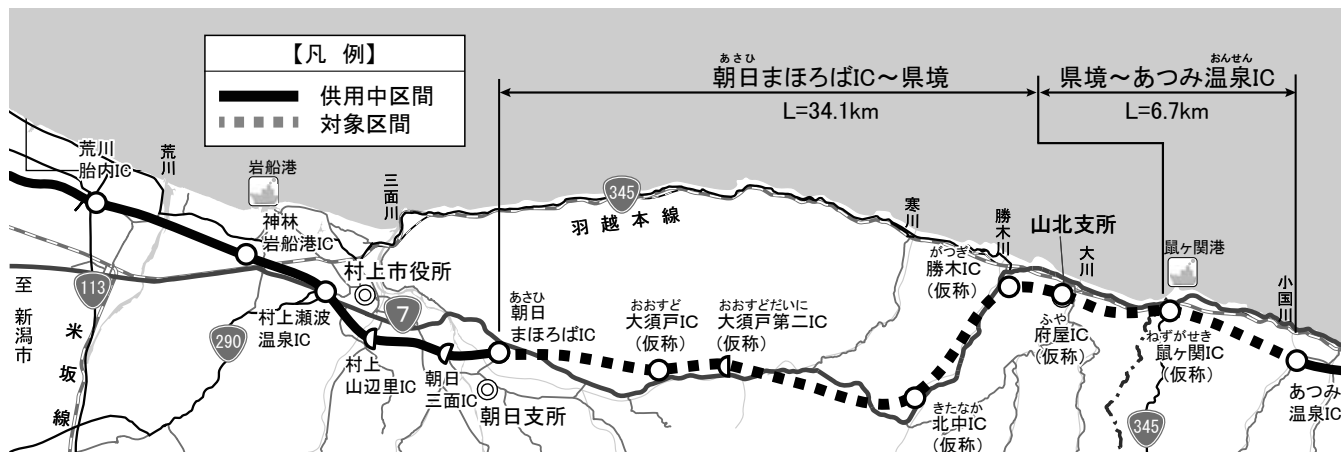 【凡 例】
供用中区間
対象区間
あさひ
朝日まほろばIC～県境
L=34.1km
おんせん
県境～あつみ温泉IC
L=6.7km
荒川
胎内IC
荒川
岩船港
神林
岩船港IC
三面川
345
羽越本線
寒川
勝木川
山北支所
大川
鼠ヶ関港
小国川
至 新潟市
113
米坂線
290
村上瀬波
温泉IC
村上市役所
7
村上
山辺里IC
朝日
三面IC
朝日支所
あさひ
朝日
まほろばIC
おおすど
大須戸IC
(仮称)
おおすどだいに
大須戸第二IC
(仮称)
きたなか
北中IC
(仮称)
がつぎ
勝木IC
(仮称)
ふや
府屋IC
(仮称)
ねずがせき
鼠ヶ関IC
(仮称)
345
あつみ
温泉IC